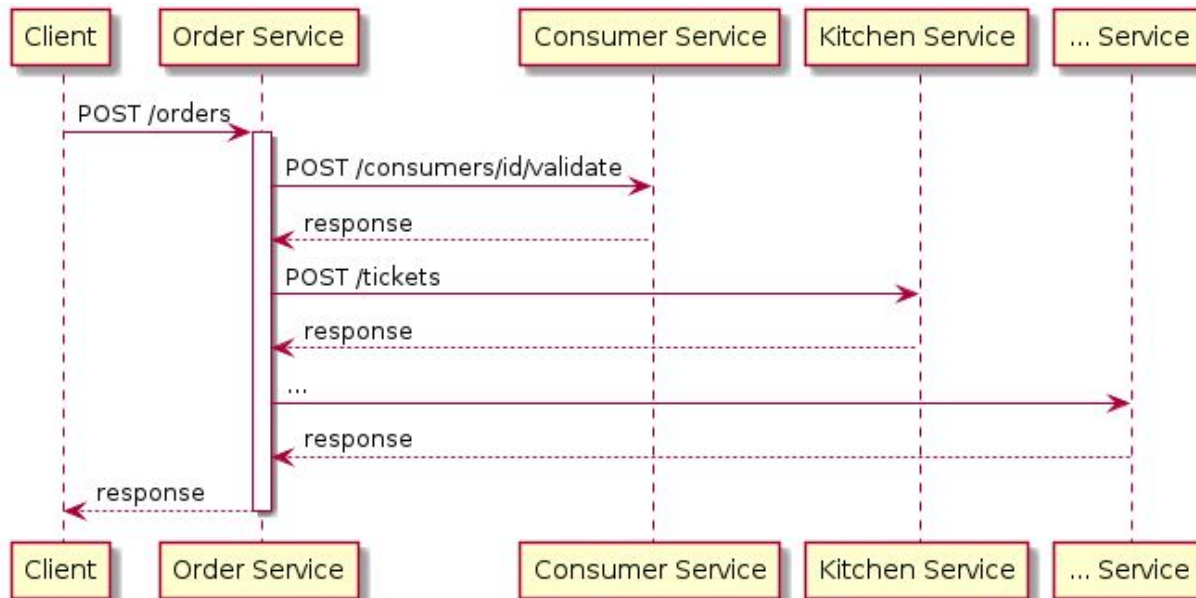 Client Order Service Consumer Service Kitchen Service ... Service
POST /orders
POST /consumers/id/validate
response
POST /tickets
response
...
response
response
Client Order Service Consumer Service Kitchen Service ... Service